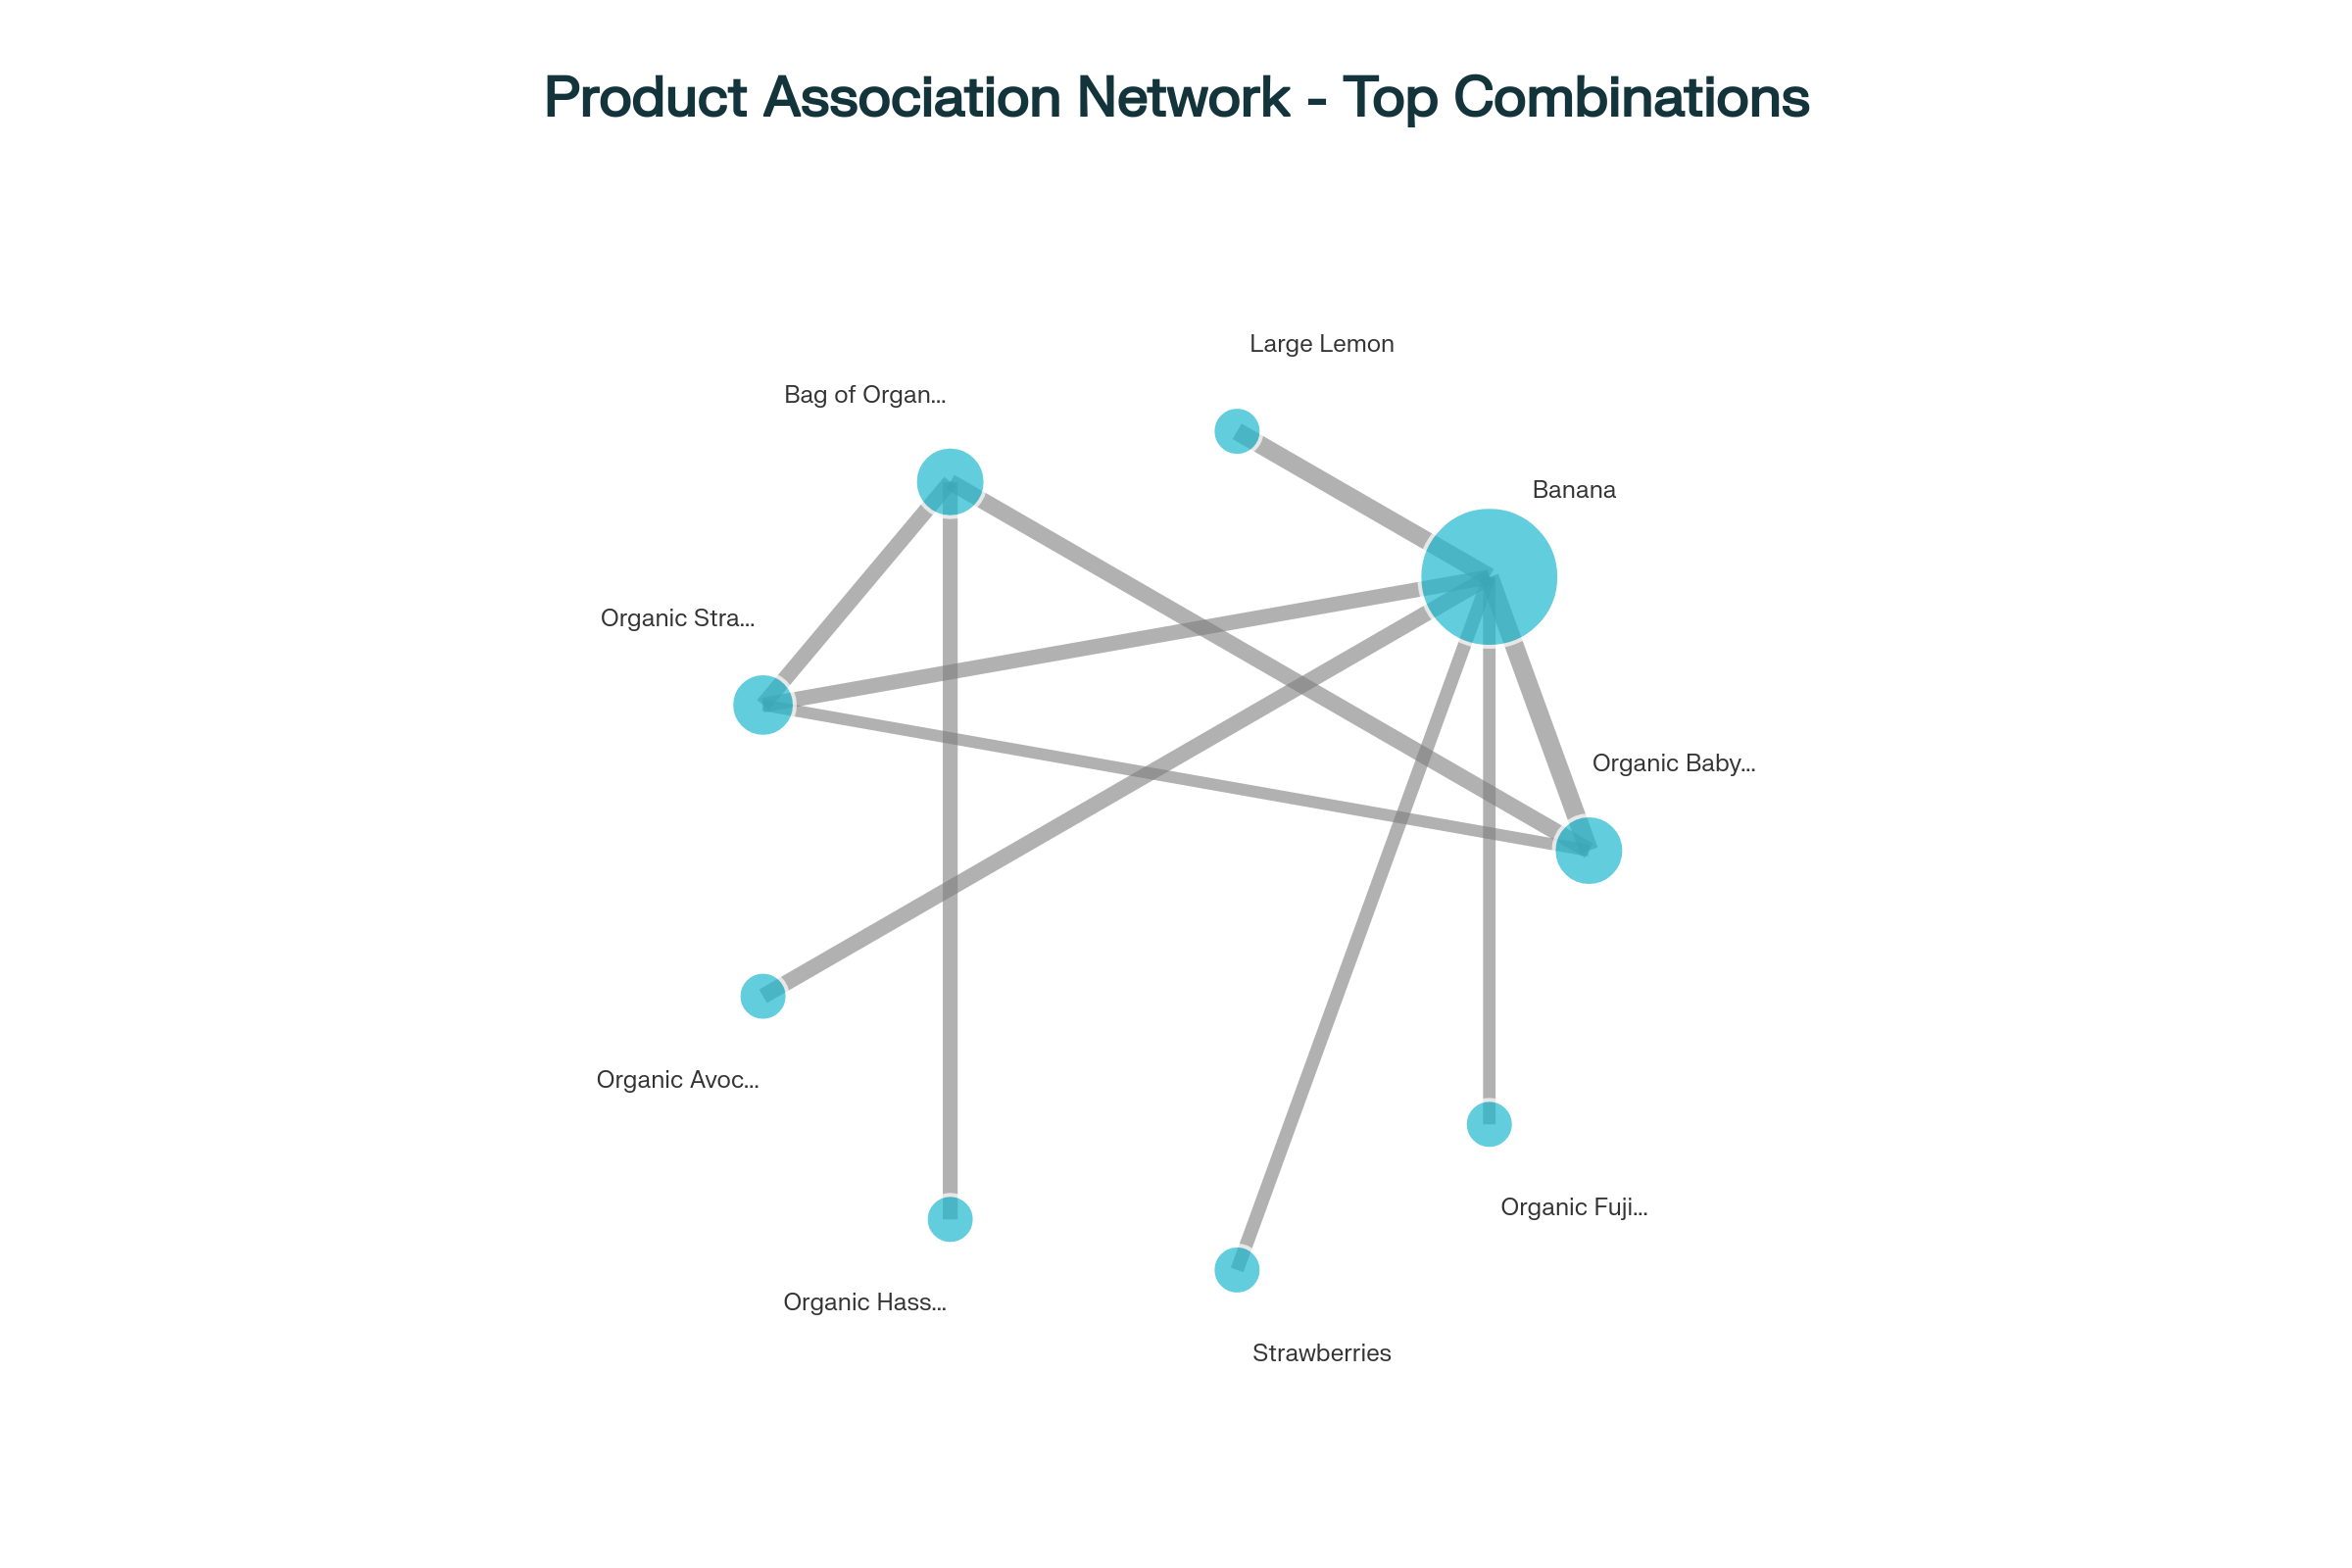 Product Association Network - Top Combinations
Large Lemon
Bag of Organ...
Banana
Organic Stra...
Organic Baby...
Organic Avoc...
Organic Fuji...
Organic Hass...
Strawberries